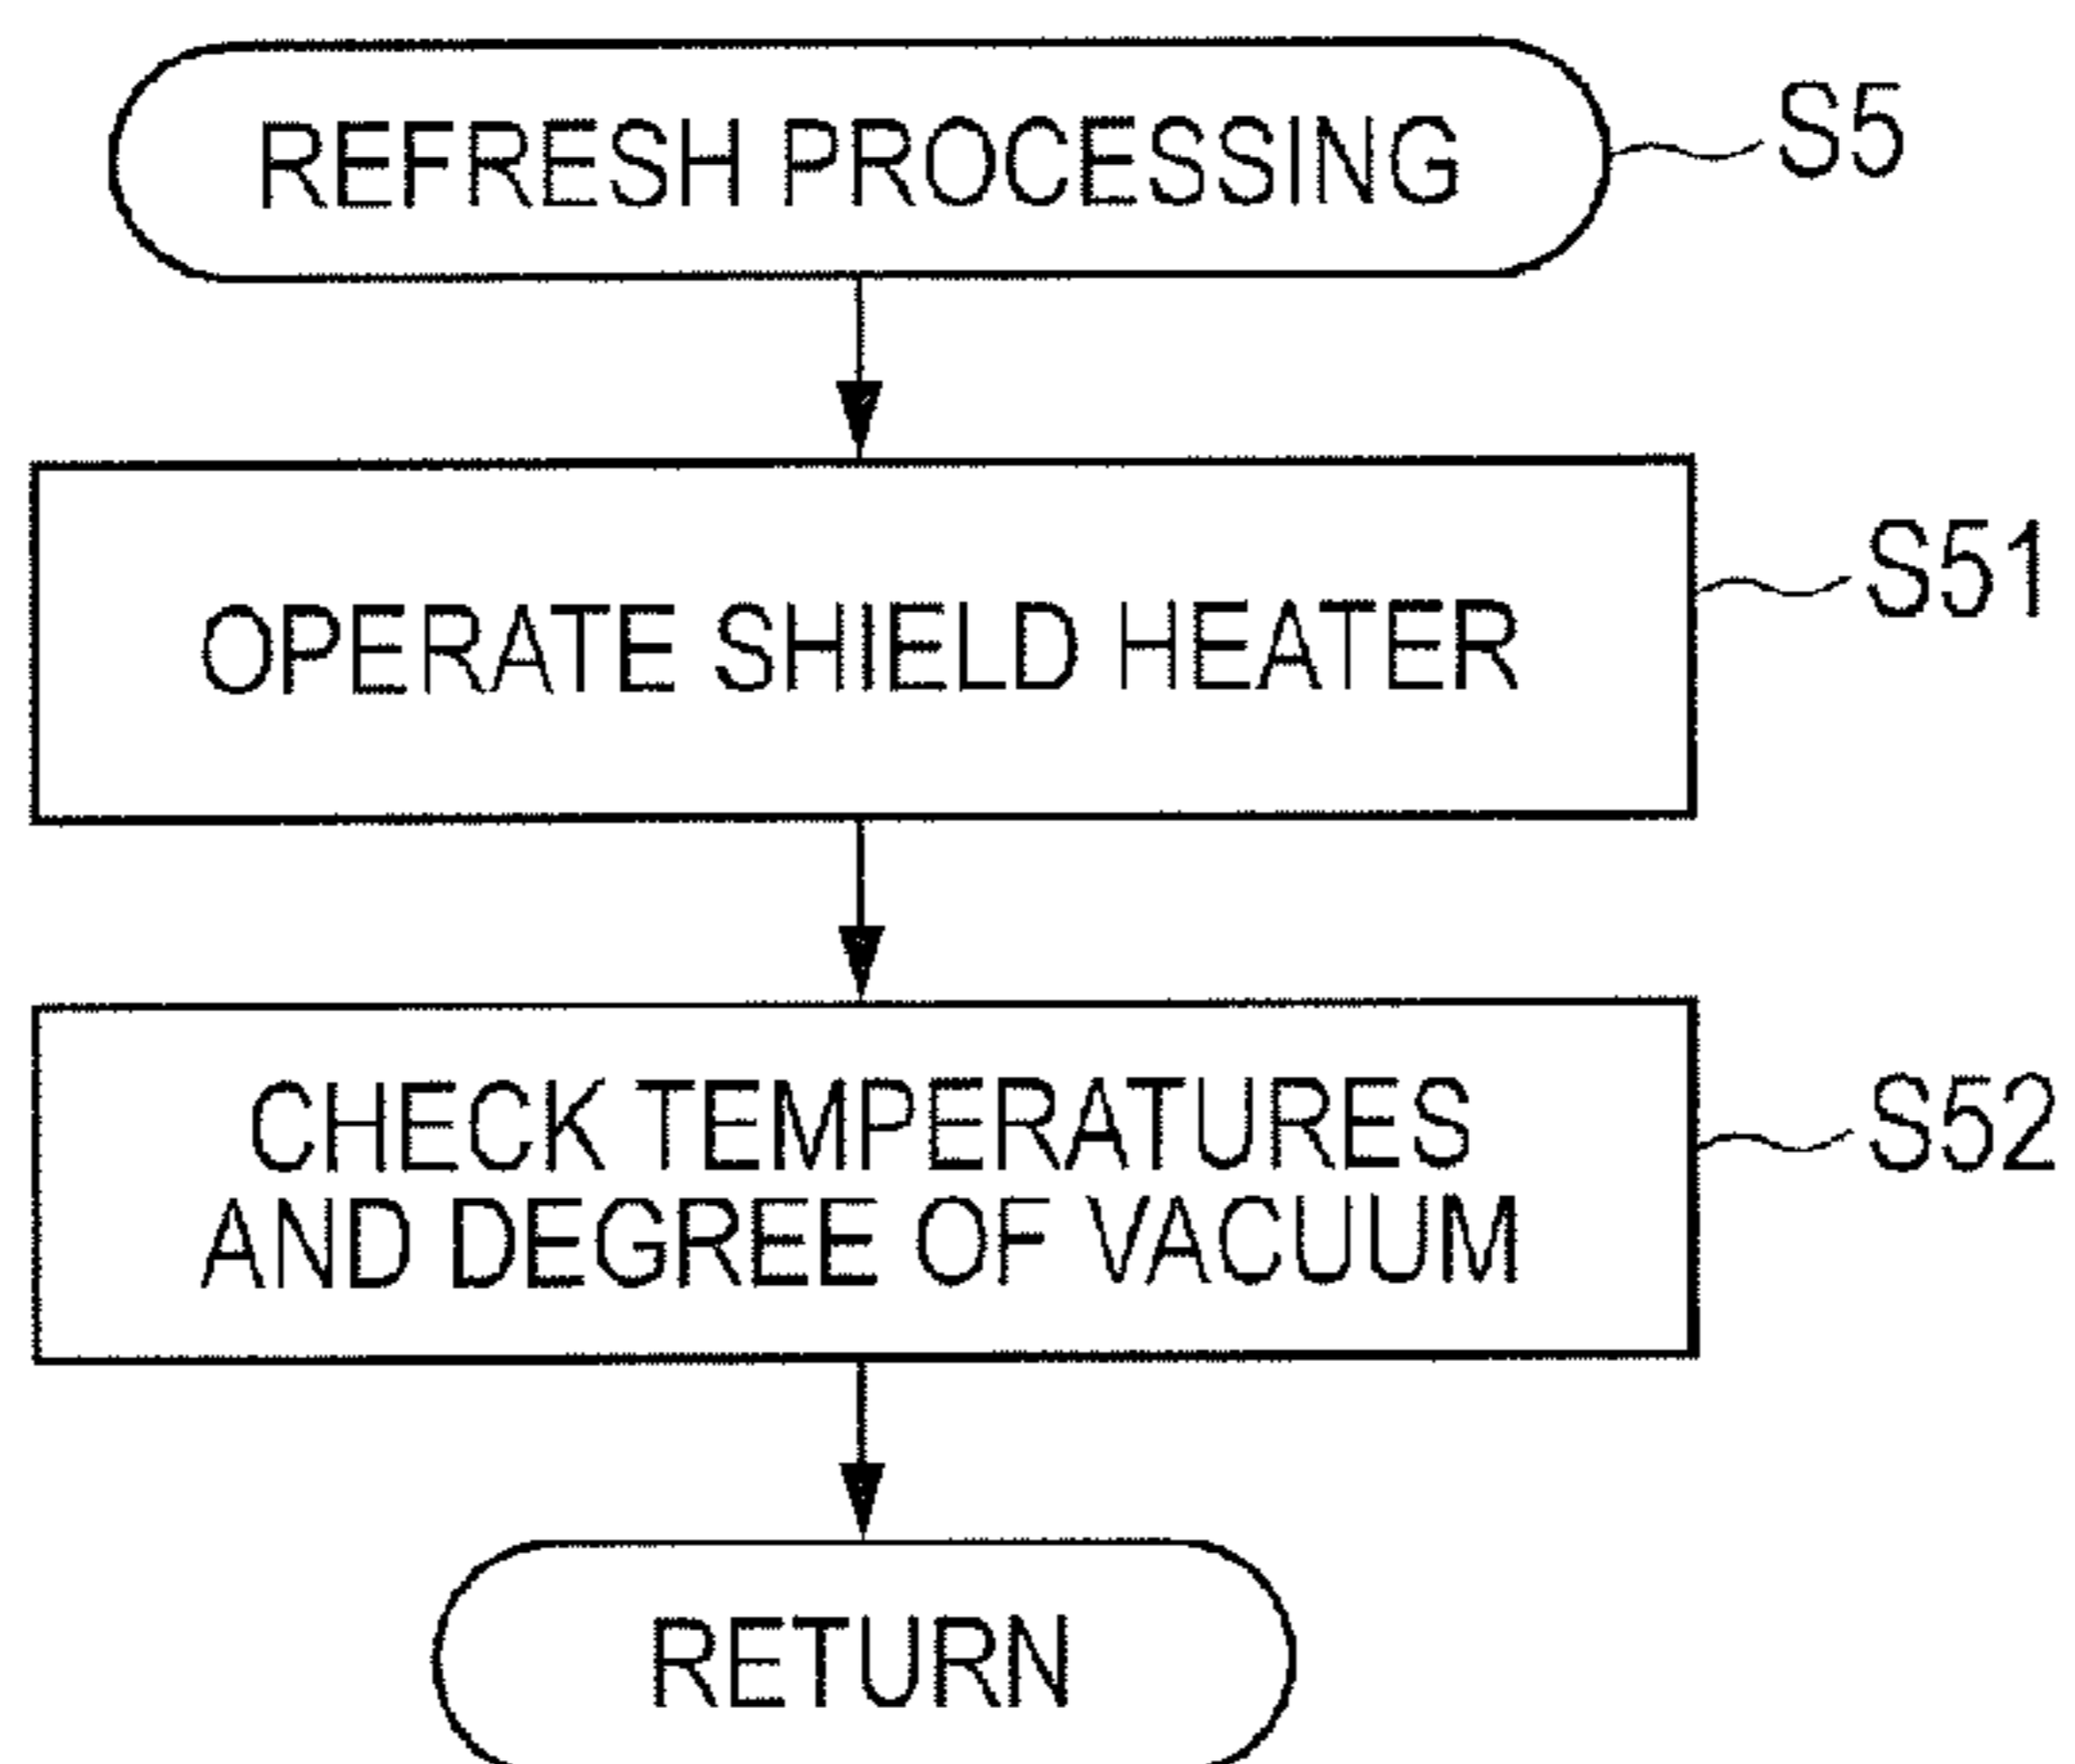 REFRESH PROCESSING
S5
OPERATE SHIELD HEATER
S51
CHECK TEMPERATURES
AND DEGREE OF VACUUM
S52
RETURN